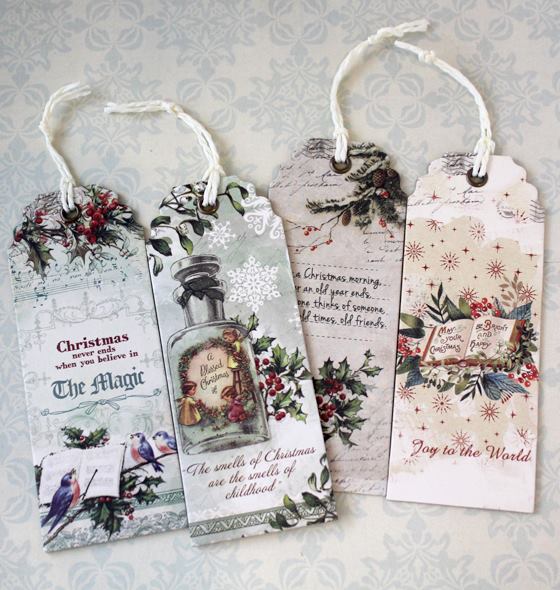 Christmas
never ends
when you believe in
The Magic
A
Blessed
Christmas
"The smells of Christmas
are the smells of
childhood"
a Christmas morning,
an old year ends,
one thinks of someone
old times, old friends.
May
Your
Christmas
Be Bright
and
Happy
Joy to the World